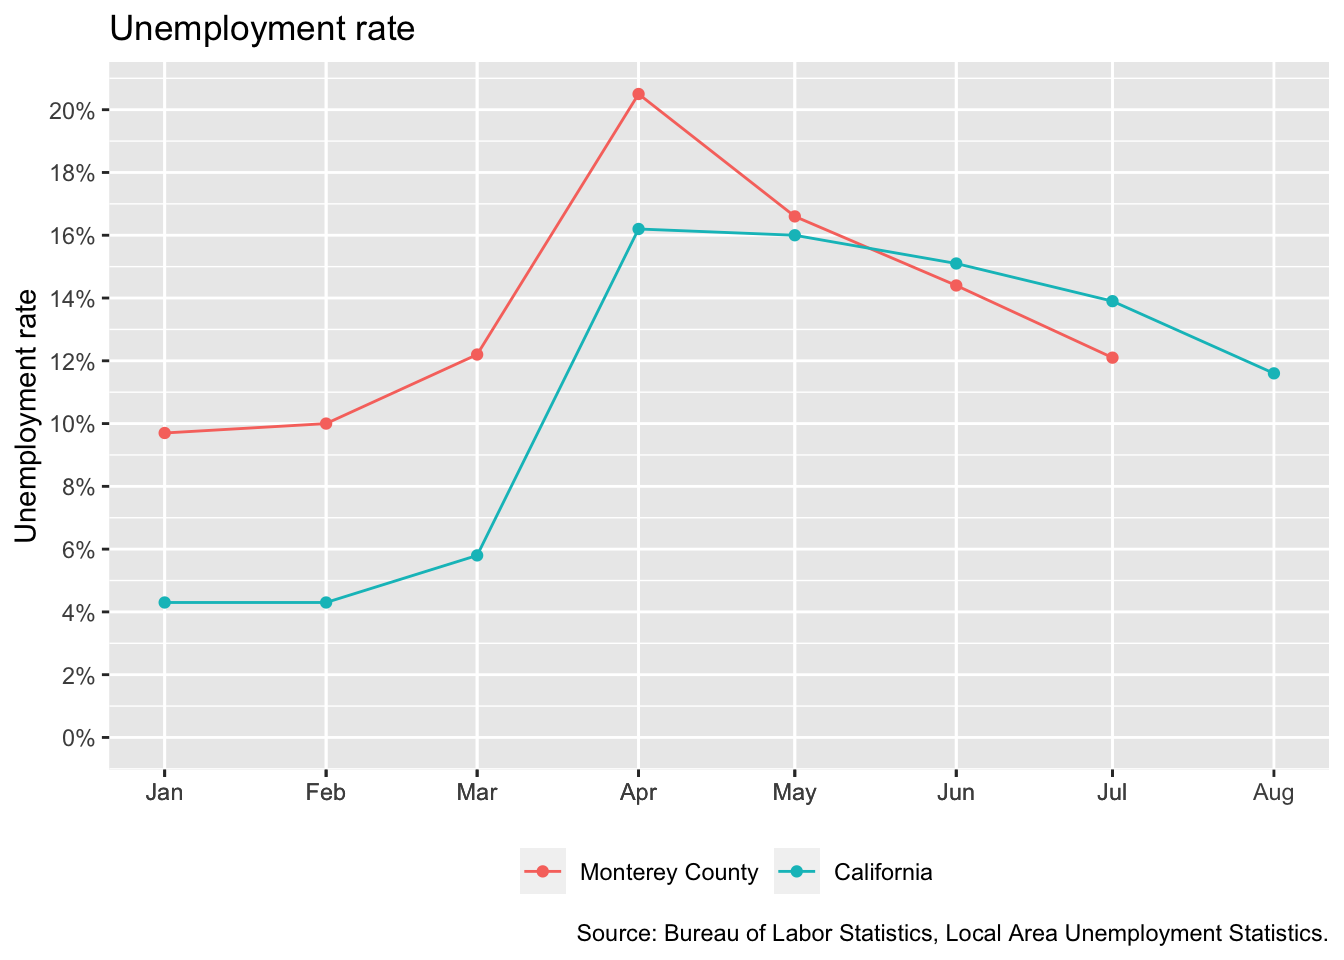 Unemployment rate
Unemployment rate
20%
18%
16%
14%
12%
10%
8%
6%
4%
2%
0%
Jan Feb Mar Apr May Jun Jul Aug
Monterey County California
Source: Bureau of Labor Statistics, Local Area Unemployment Statistics.